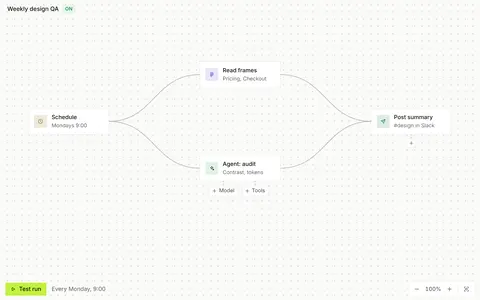 Weekly design QA ON
Read frames
Pricing, Checkout
Schedule
Mondays 9:00
Post summary
#design in Slack
+
Agent: audit
Contrast, tokens
+ Model + Tools
Test run Every Monday, 9:00
− 100% +